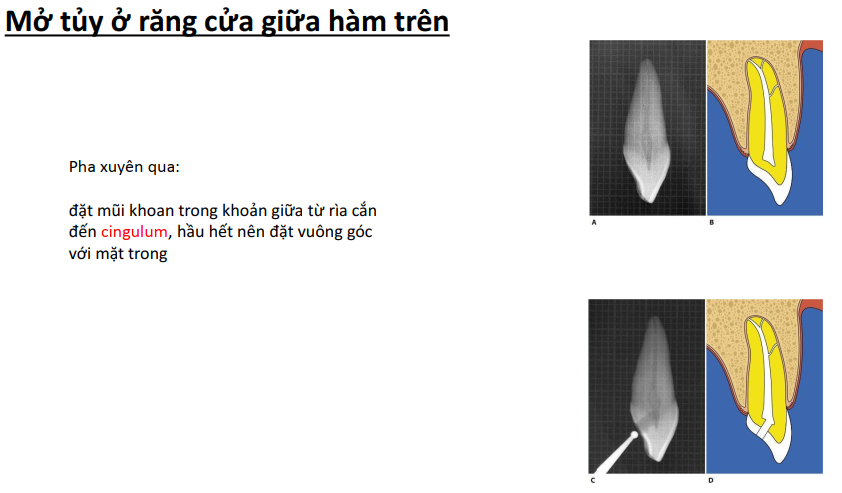 Mở tủy ở răng cửa giữa hàm trên
Pha xuyên qua:
đặt mũi khoan trong khoản giữa từ rìa cắn
đến cingulum, hầu hết nên đặt vuông góc
với mặt trong
A
B
C
D